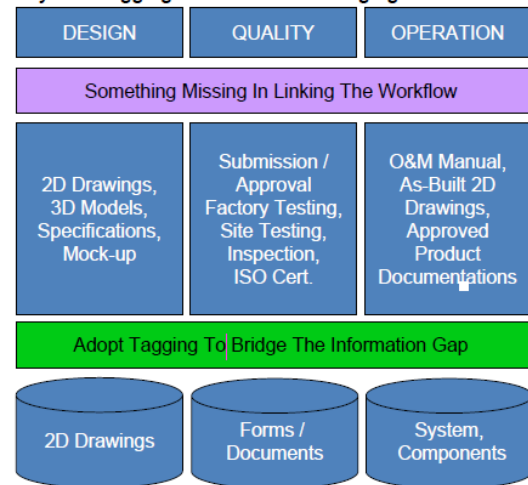 DESIGN
QUALITY
OPERATION
Something Missing In Linking The Workflow
2D Drawings,
3D Models,
Specifications,
Mock-up
Submission /
Approval
Factory Testing,
Site Testing,
Inspection,
ISO Cert.
O&M Manual,
As-Built 2D
Drawings,
Approved
Product
Documentations
Adopt Tagging To Bridge The Information Gap
2D Drawings
Forms /
Documents
System,
Components